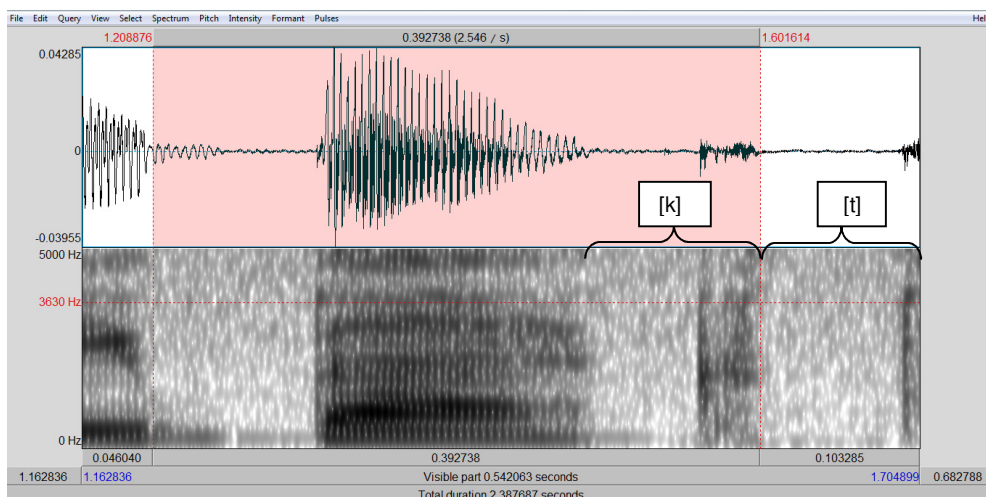 File Edit Query View Select Spectrum Pitch Intensity Formant Pulses Hel
1.208876 0.392738 (2.546 / s) 1.601614
0.04285
0
[k] [t]
-0.03955
5000 Hz
3630 Hz
0 Hz
0.046040 0.392738 0.103285
1.162836 1.162836 Visible part 0.542063 seconds 1.704899 0.682788
Total duration 2.387687 seconds